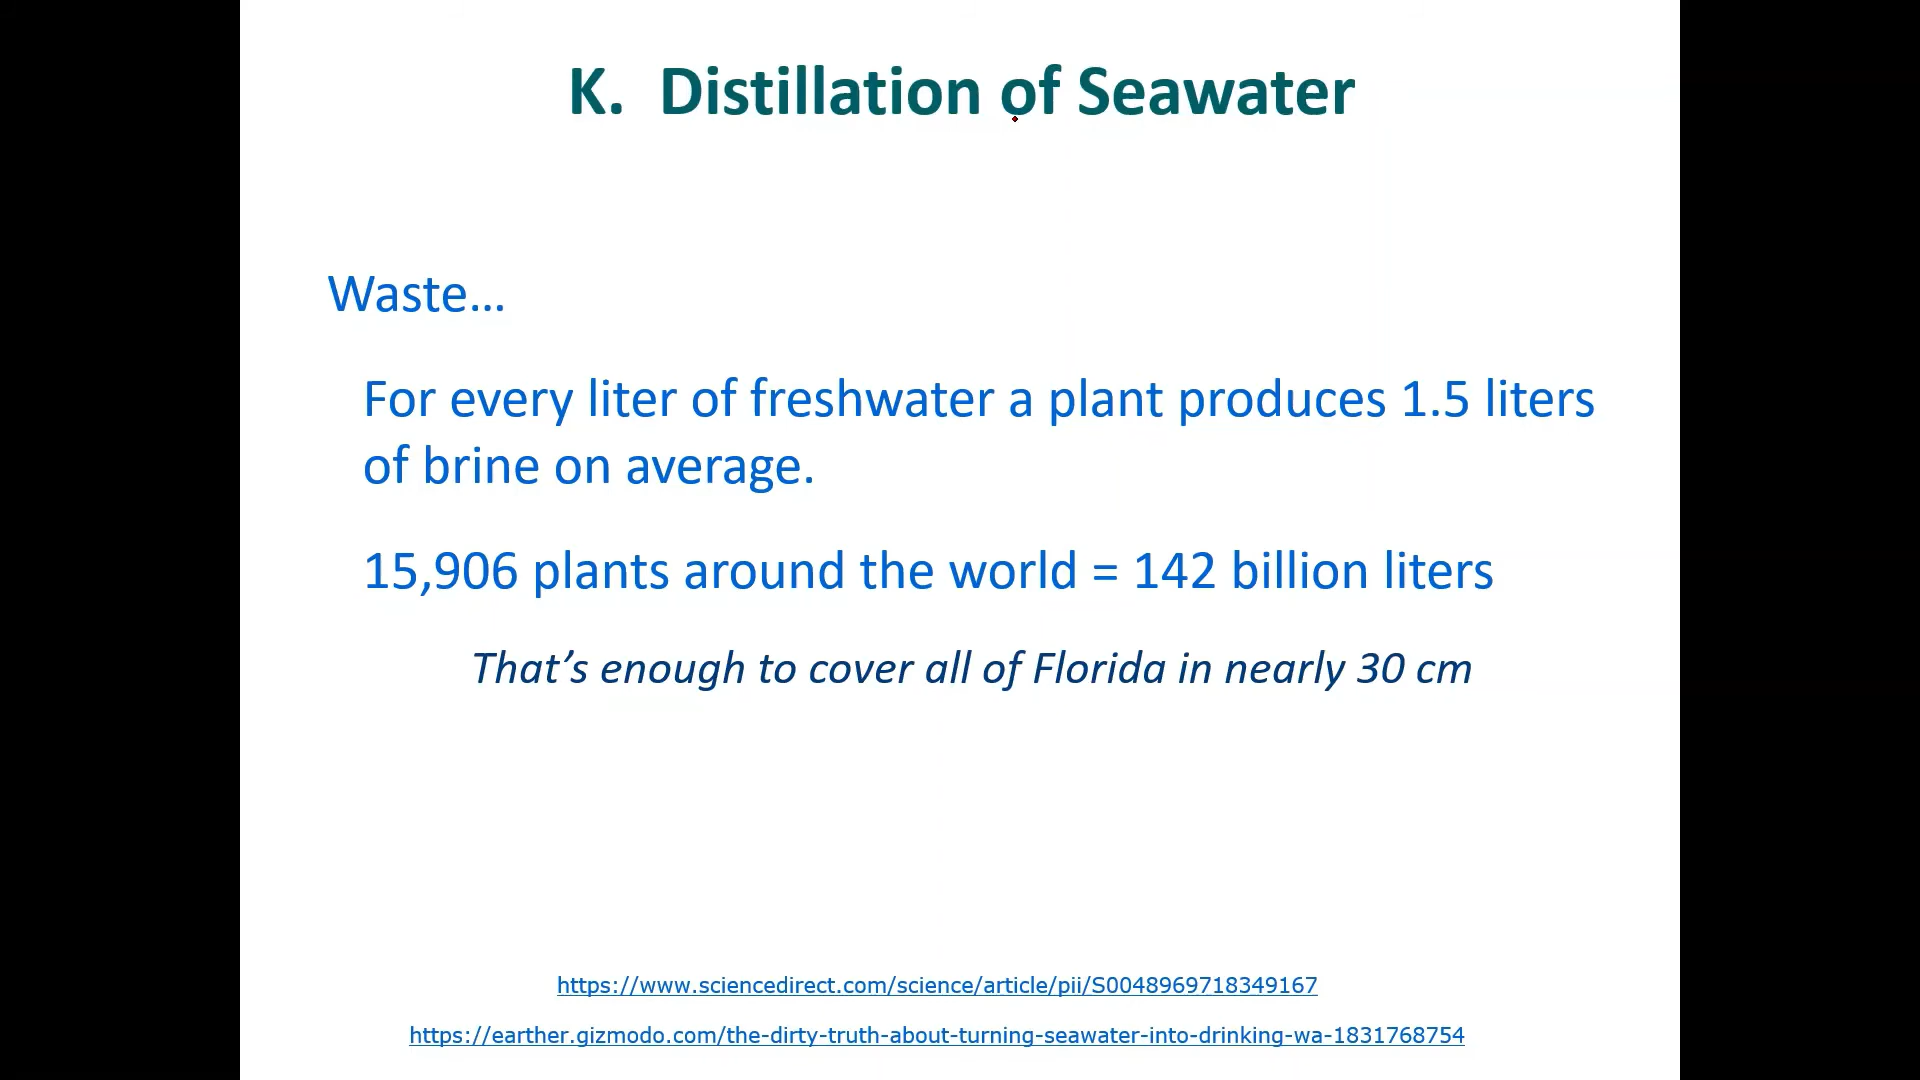 K. Distillation of Seawater
Waste...
For every liter of freshwater a plant produces 1.5 liters
of brine on average.
15,906 plants around the world = 142 billion liters
That’s enough to cover all of Florida in nearly 30 cm
https://www.sciencedirect.com/science/article/pii/S0048969718349167
https://earther.gizmodo.com/the-dirty-truth-about-turning-seawater-into-drinking-wa-1831768754